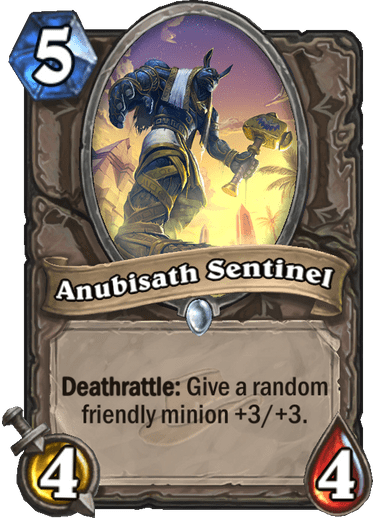 5
Anubisath Sentinel
Deathrattle: Give a random
friendly minion +3/+3.
4
4